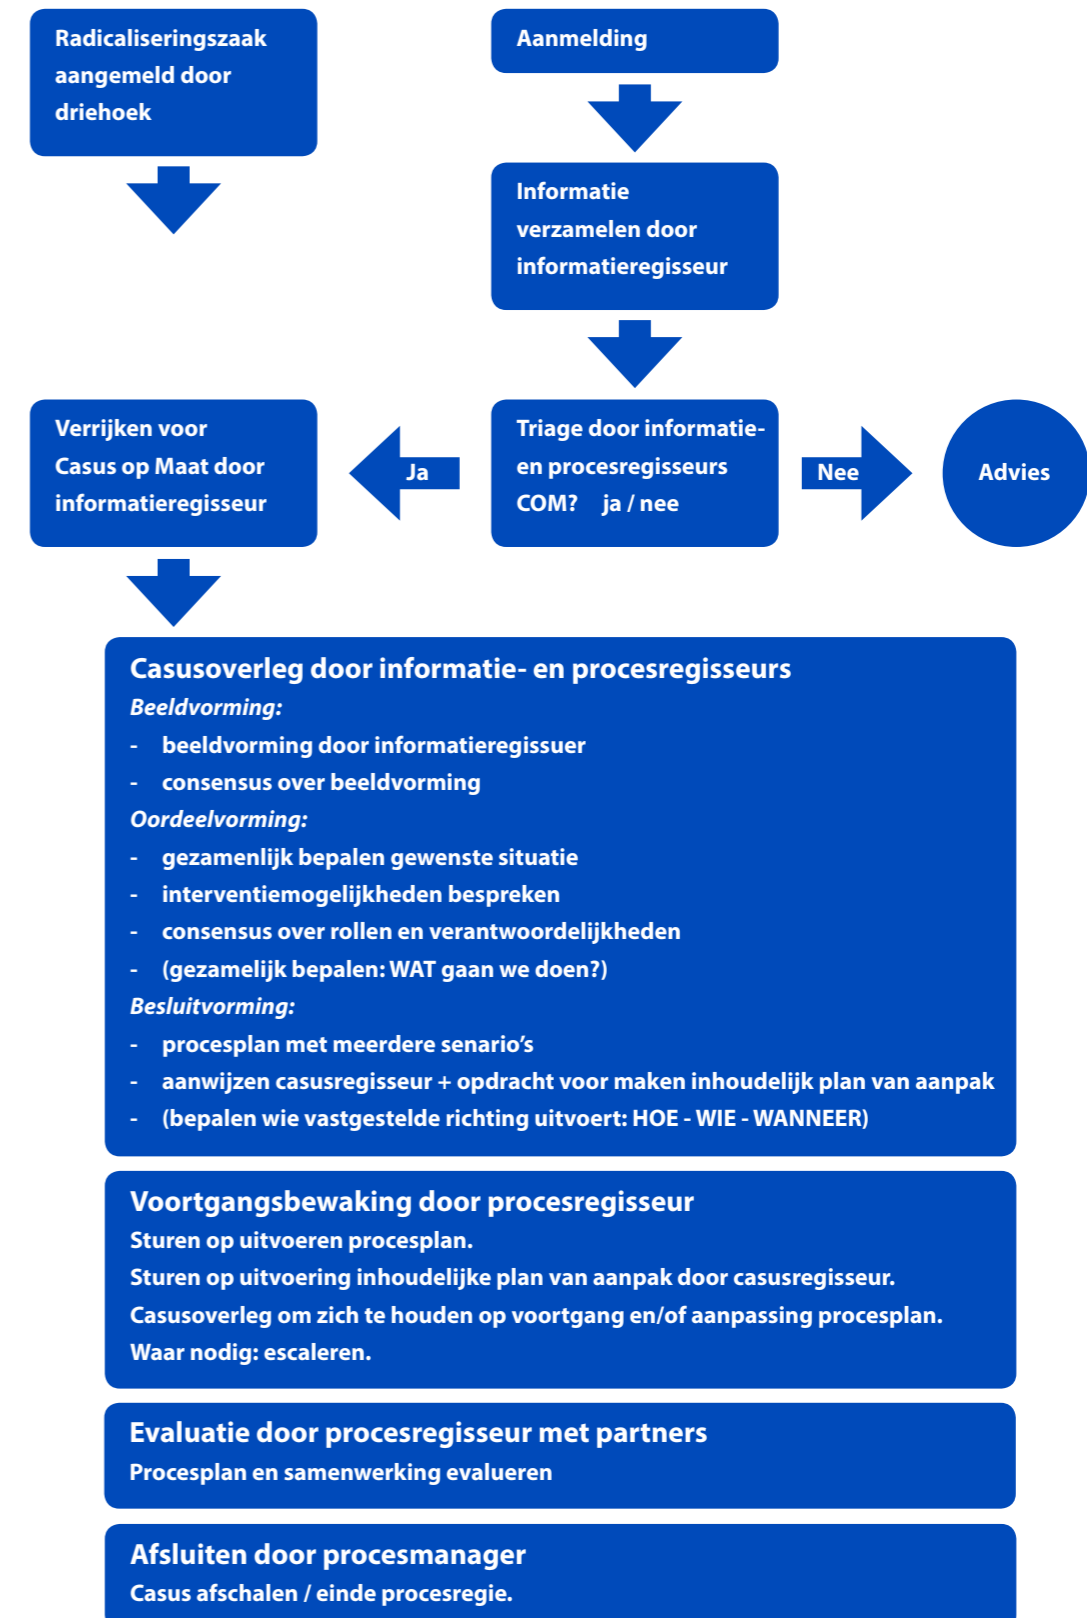 Radicaliseringszaak
aangemeld door
driehoek
Aanmelding
Informatie
verzamelen door
informatieregisseur
Verrijken voor
Casus op Maat door
informatieregisseur
Ja
Triage door informatie-
en procesregisseurs
COM? ja / nee
Nee
Advies
Casusoverleg door informatie- en procesregisseurs
Beeldvorming:
- beeldvorming door informatieregissuer
- consensus over beeldvorming
Oordeelvorming:
- gezamenlijk bepalen gewenste situatie
- interventiemogelijkheden bespreken
- consensus over rollen en verantwoordelijkheden
- (gezamelijk bepalen: WAT gaan we doen?)
Besluitvorming:
- procesplan met meerdere senario’s
- aanwijzen casusregisseur + opdracht voor maken inhoudelijk plan van aanpak
- (bepalen wie vastgestelde richting uitvoert: HOE - WIE - WANNEER)
Voortgangsbewaking door procesregisseur
Sturen op uitvoeren procesplan.
Sturen op uitvoering inhoudelijke plan van aanpak door casusregisseur.
Casusoverleg om zich te houden op voortgang en/of aanpassing procesplan.
Waar nodig: escaleren.
Evaluatie door procesregisseur met partners
Procesplan en samenwerking evalueren
Afsluiten door procesmanager
Casus afschalen / einde procesregie.